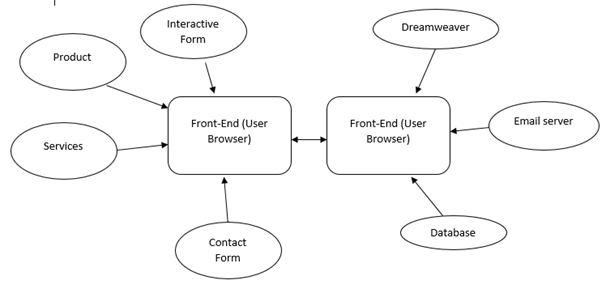 Interactive
Form
Dreamweaver
Product
Front-End (User
Browser)
Front-End (User
Browser)
Email server
Services
Contact
Form
Database